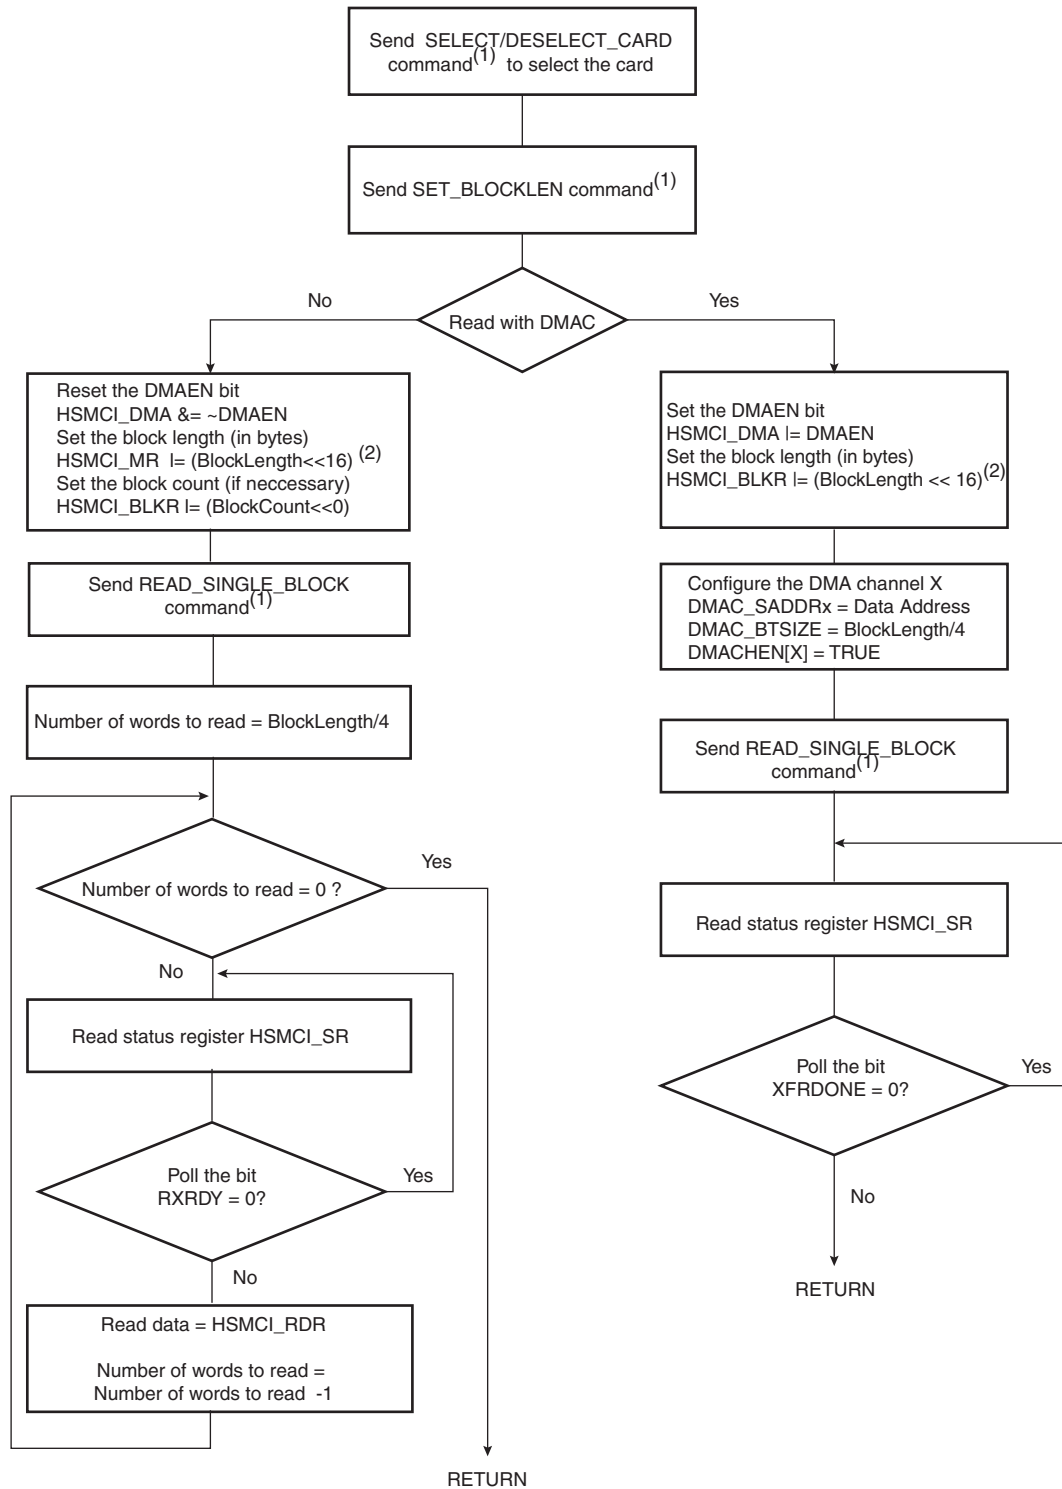 Send SELECT/DESELECT_CARD
command(1) to select the card
Send SET_BLOCKLEN command(1)
No
Yes
Read with DMAC
Reset the DMAEN bit
HSMCI_DMA &= ~DMAEN
Set the block length (in bytes)
HSMCI_MR |= (BlockLength<<16) (2)
Set the block count (if neccessary)
HSMCI_BLKR |= (BlockCount<<0)
Send READ_SINGLE_BLOCK
command(1)
Number of words to read = BlockLength/4
Number of words to read = 0 ?
Yes
No
Read status register HSMCI_SR
Poll the bit
RXRDY = 0?
Yes
No
Read data = HSMCI_RDR
Number of words to read =
Number of words to read -1
RETURN
Set the DMAEN bit
HSMCI_DMA |= DMAEN
Set the block length (in bytes)
HSMCI_BLKR |= (BlockLength << 16)(2)
Configure the DMA channel X
DMAC_SADDRx = Data Address
DMAC_BTSIZE = BlockLength/4
DMACHEN[X] = TRUE
Send READ_SINGLE_BLOCK
command(1)
Read status register HSMCI_SR
Poll the bit
XFRDONE = 0?
Yes
No
RETURN